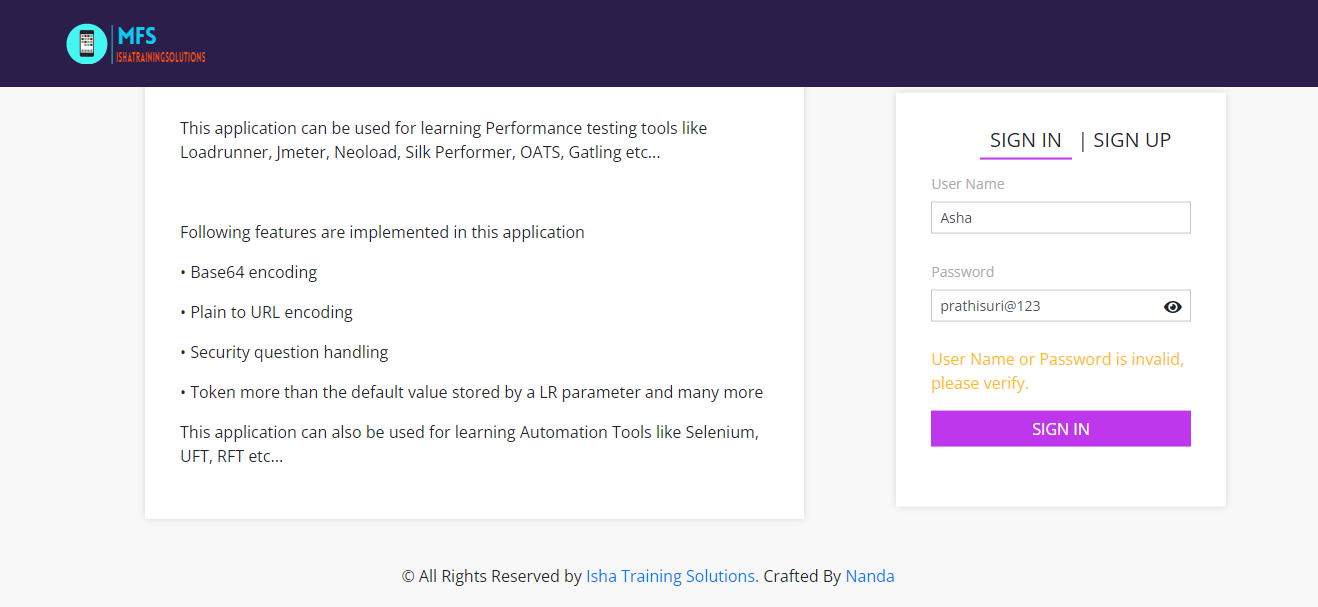 MFS
ISHATRAININGSOLUTIONS
This application can be used for learning Performance testing tools like
Loadrunner, Jmeter, Neoload, Silk Performer, OATS, Gatling etc...
Following features are implemented in this application
• Base64 encoding
• Plain to URL encoding
• Security question handling
• Token more than the default value stored by a LR parameter and many more
This application can also be used for learning Automation Tools like Selenium,
UFT, RFT etc...
SIGN IN | SIGN UP
User Name
Asha
Password
prathisuri@123
User Name or Password is invalid,
please verify.
SIGN IN
© All Rights Reserved by Isha Training Solutions. Crafted By Nanda